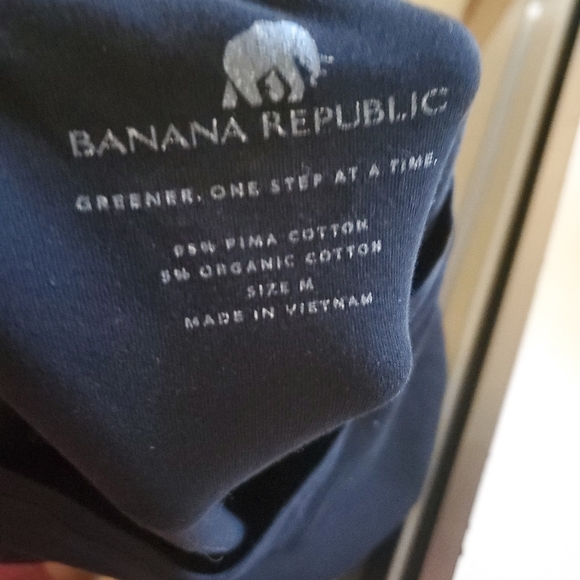 BANANA REPUBLIC
GREENER. ONE STEP AT A TIME.
95% PIMA COTTON
5% ORGANIC COTTON
SIZE M
MADE IN VIETNAM